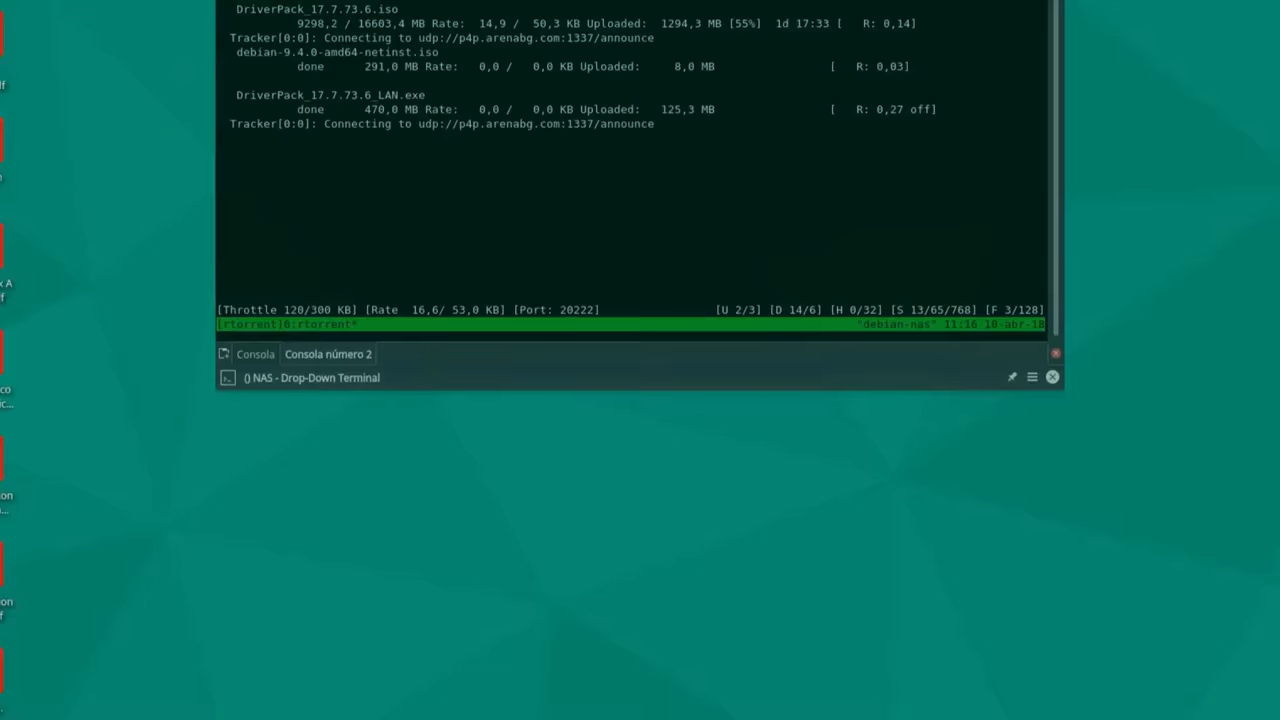 DriverPack_17.7.73.6.iso
9298,2 / 16603,4 MB Rate: 14,9 / 50,3 KB Uploaded: 1294,3 MB [55%] 1d 17:33 [ R: 0,14]
Tracker[0:0]: Connecting to udp://p4p.arenabg.com:1337/announce
debian-9.4.0-amd64-netinst.iso
done 291,0 MB Rate: 0,0 / 0,0 KB Uploaded: 8,0 MB [ R: 0,03]
DriverPack_17.7.73.6_LAN.exe
done 470,0 MB Rate: 0,0 / 0,0 KB Uploaded: 125,3 MB [ R: 0,27 off]
Tracker[0:0]: Connecting to udp://p4p.arenabg.com:1337/announce
[Throttle 120/300 KB] [Rate 16,6/ 53,0 KB] [Port: 20222] [U 2/3] [D 14/6] [H 0/32] [S 13/65/768] [F 3/128]
[rtorrent]0:rtorrent* "debian-nas" 11:16 10-abr-18
Consola Consola número 2
() NAS - Drop-Down Terminal
x A
co
ic...
ion
...
ion